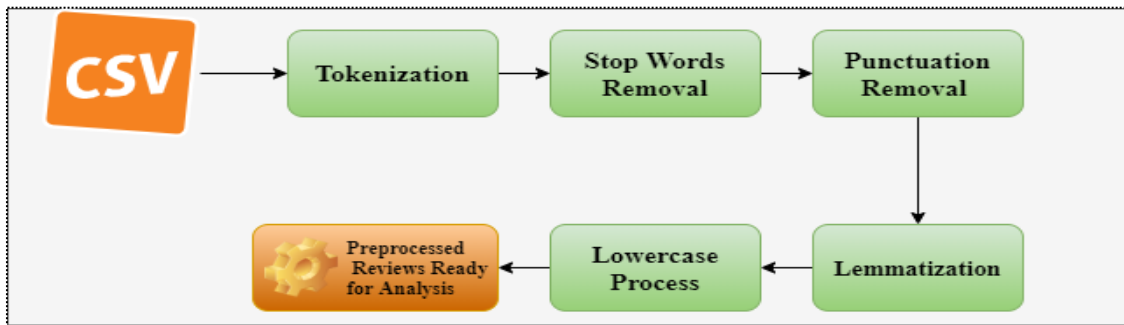 CSV
Tokenization
Stop Words
Removal
Punctuation
Removal
Lemmatization
Lowercase
Process
Preprocessed
Reviews Ready
for Analysis